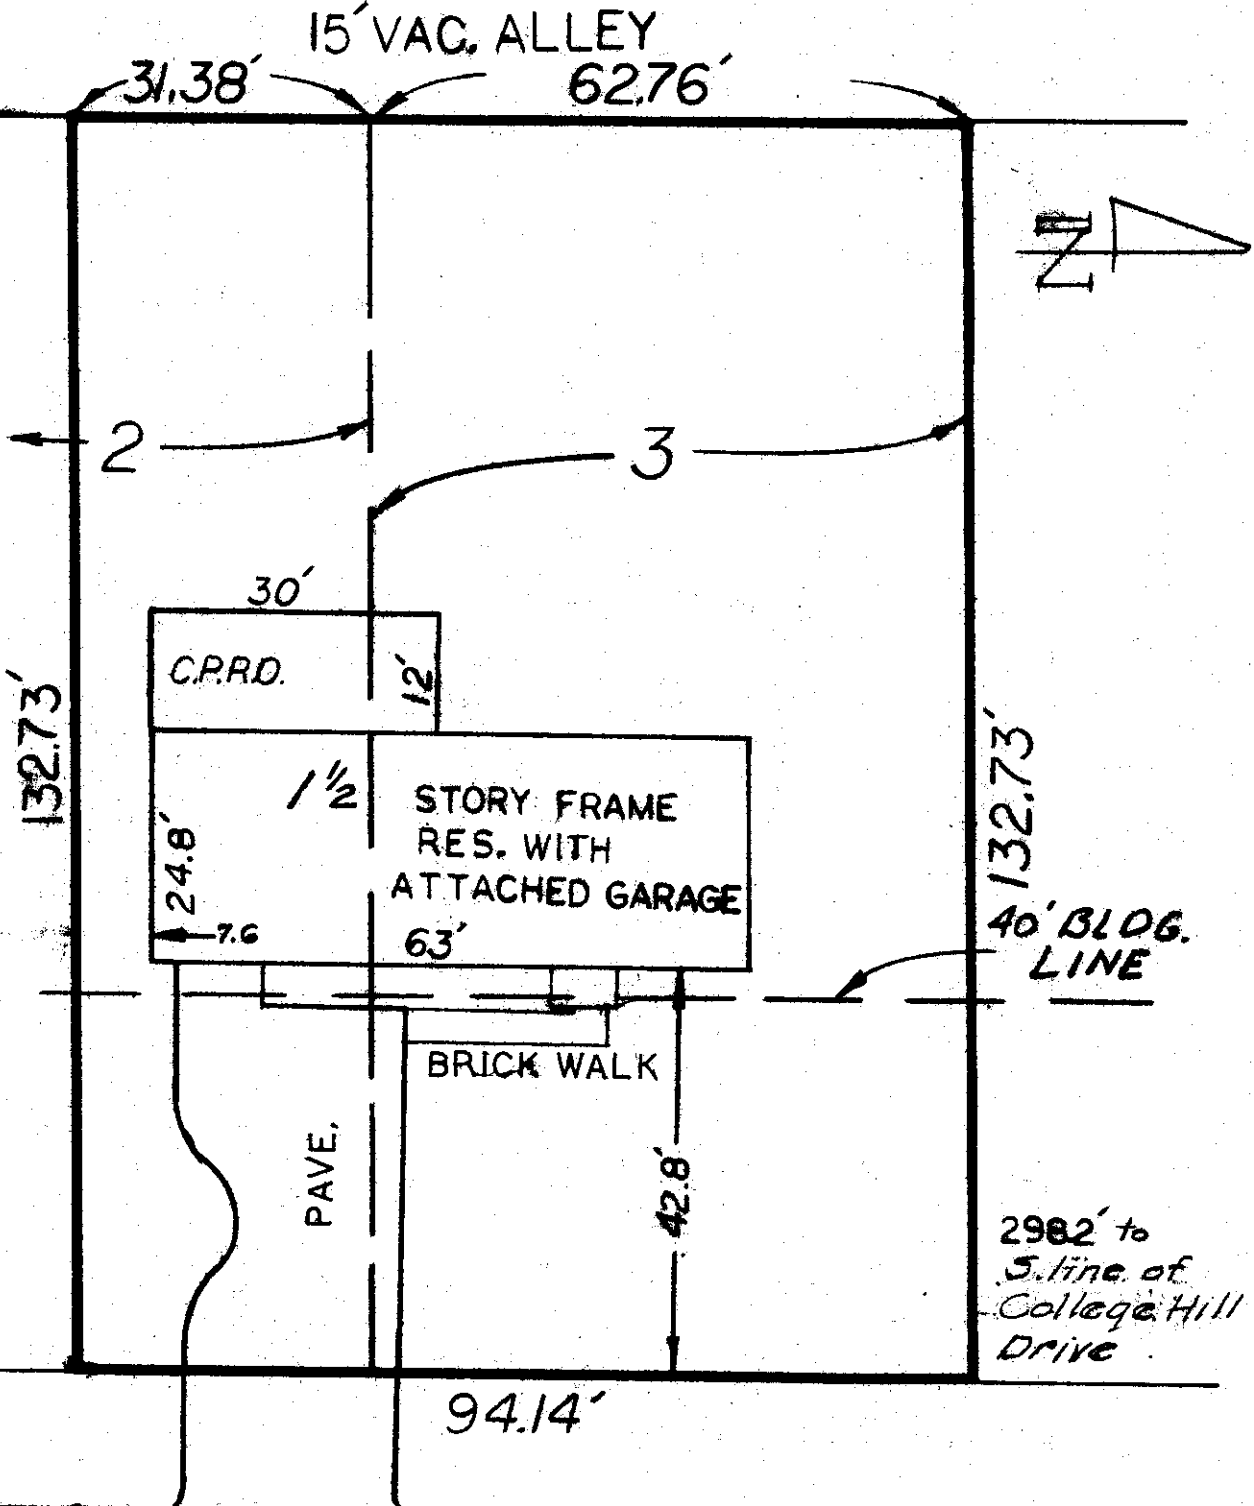 15' VAC. ALLEY
31.38'
62.76'
N
2
3
30'
C.P.R.D.
12'
132.73'
132.73'
1 1/2
STORY FRAME
RES. WITH
ATTACHED GARAGE
24.8'
7.6
63'
40' BLDG.
LINE
BRICK WALK
PAVE.
42.8'
2982' to
S. line of
College Hill
Drive
94.14'